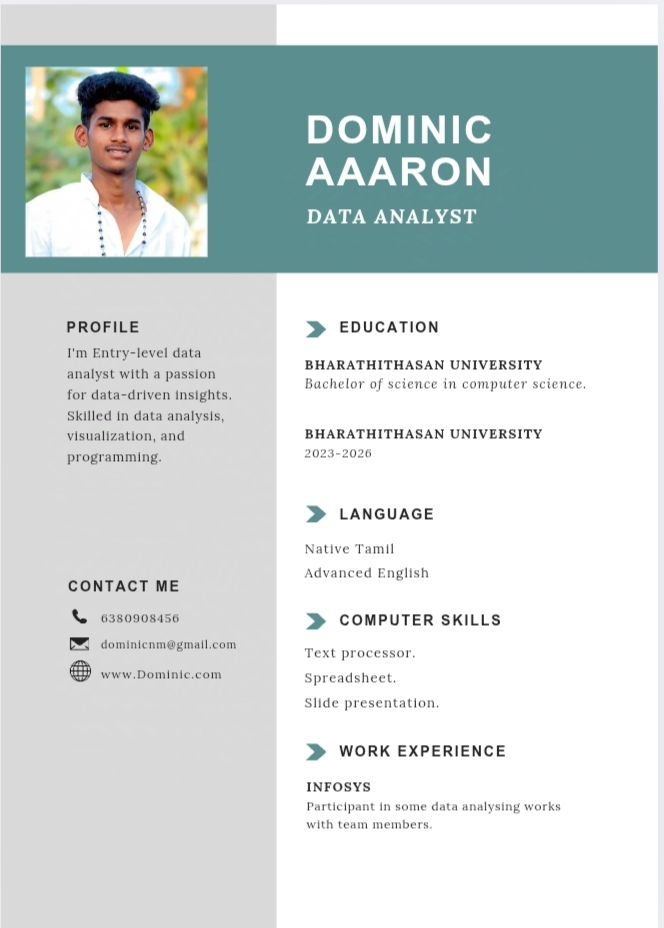 DOMINIC
AAARON
DATA ANALYST
PROFILE
I'm Entry-level data
analyst with a passion
for data-driven insights.
Skilled in data analysis,
visualization, and
programming.
CONTACT ME
6380908456
dominicnm@gmail.com
www.Dominic.com
EDUCATION
BHARATHITHASAN UNIVERSITY
Bachelor of science in computer science.
BHARATHITHASAN UNIVERSITY
2023-2026
LANGUAGE
Native Tamil
Advanced English
COMPUTER SKILLS
Text processor.
Spreadsheet.
Slide presentation.
WORK EXPERIENCE
INFOSYS
Participant in some data analysing works
with team members.